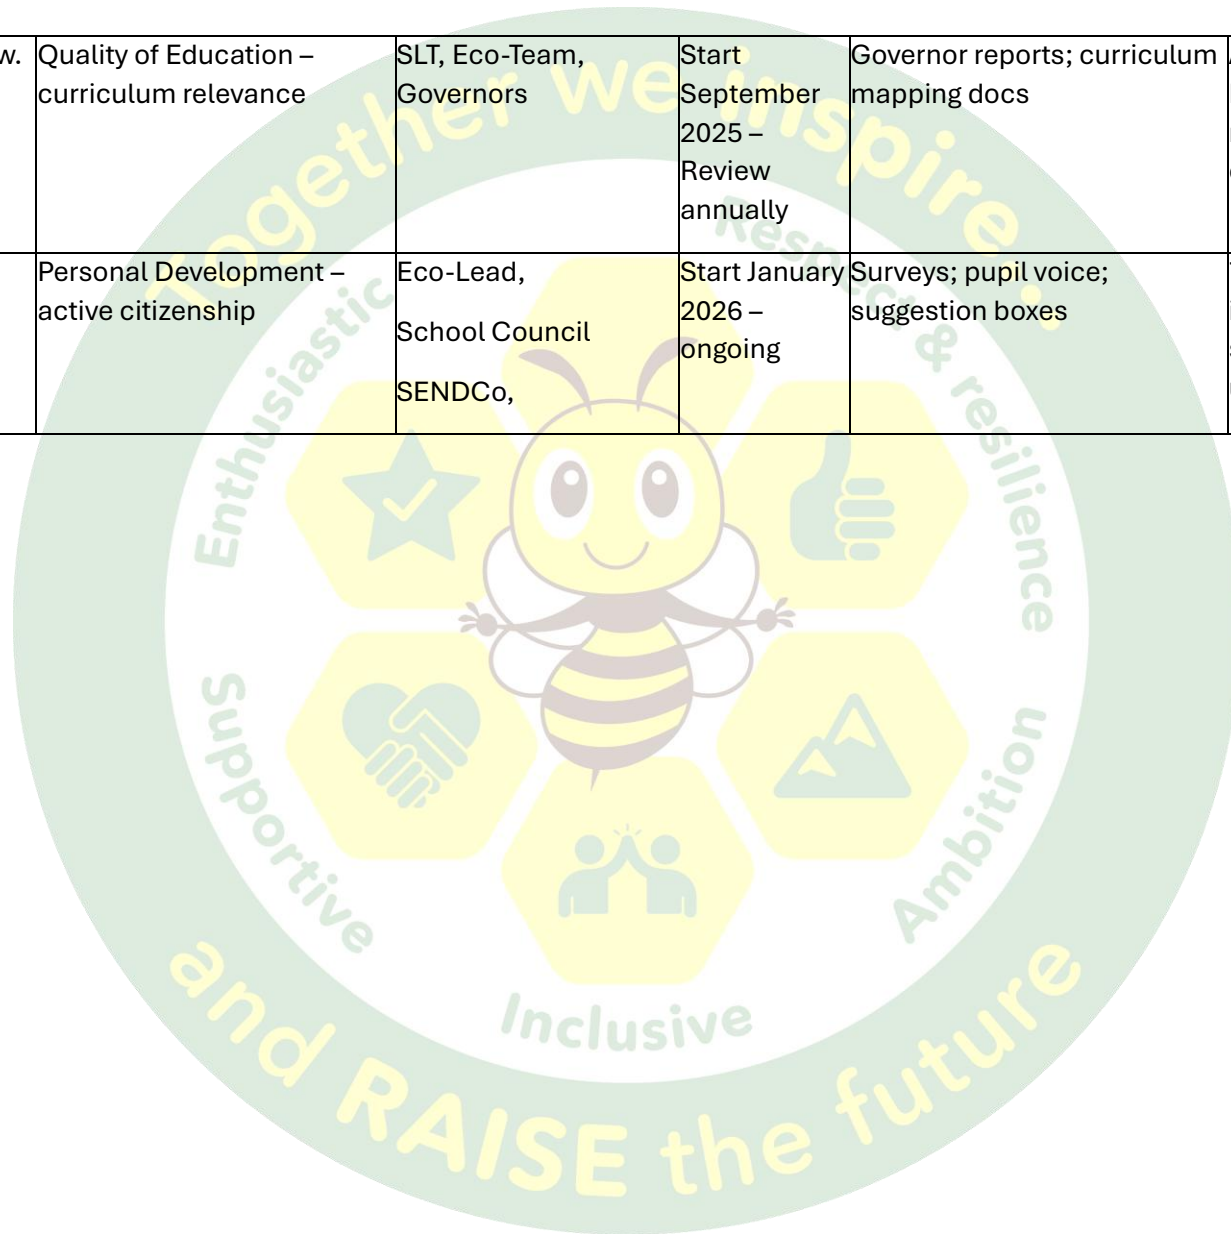 w.
Quality of Education –
curriculum relevance
SLT, Eco-Team,
Governors
Start
September
2025 –
Review
annually
Governor reports; curriculum
mapping docs
Personal Development –
active citizenship
Eco-Lead,
School Council
SENDCo,
Start January
2026 –
ongoing
Surveys; pupil voice;
suggestion boxes
Together we inspire...
Respect & resilience
Enthusiastic
Supportive
Ambition
Inclusive
and RAISE the future